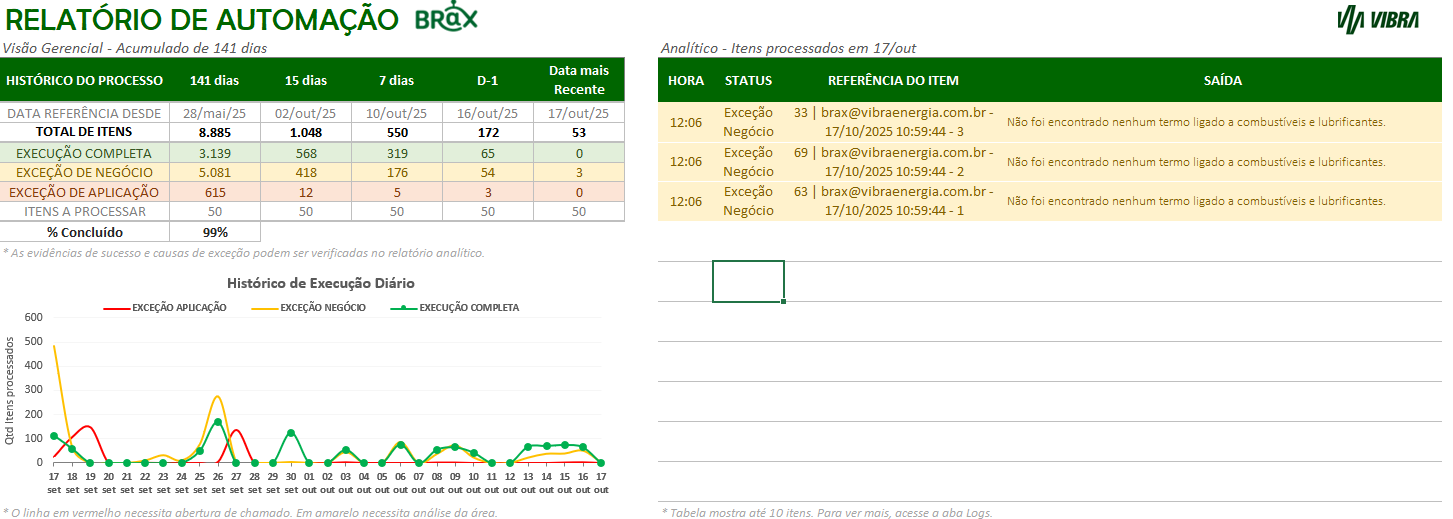 RELATÓRIO DE AUTOMAÇÃO BR@X
Visão Gerencial - Acumulado de 141 dias
HISTÓRICO DO PROCESSO 141 dias 15 dias 7 dias D-1 Data mais Recente
DATA REFERÊNCIA DESDE 28/mai/25 02/out/25 10/out/25 16/out/25 17/out/25
TOTAL DE ITENS 8.885 1.048 550 172 53
EXECUÇÃO COMPLETA 3.139 568 319 65 0
EXCEÇÃO DE NEGÓCIO 5.081 418 176 54 3
EXCEÇÃO DE APLICAÇÃO 615 12 5 3 0
ITENS A PROCESSAR 50 50 50 50 50
% Concluído 99%
* As evidências de sucesso e causas de exceção podem ser verificadas no relatório analítico.
Histórico de Execução Diário
EXCEÇÃO APLICAÇÃO EXCEÇÃO NEGÓCIO EXECUÇÃO COMPLETA
Qtd Itens processados
600
500
400
300
200
100
0
17 18 19 20 21 22 23 24 25 26 27 28 29 30 01 02 03 04 05 06 07 08 09 10 11 12 13 14 15 16 17
set set set set set set set set set set set set set set out out out out out out out out out out out out out out out out out
* O linha em vermelho necessita abertura de chamado. Em amarelo necessita análise da área.
VIBRA
Analítico - Itens processados em 17/out
HORA STATUS REFERÊNCIA DO ITEM SAÍDA
12:06 Exceção Negócio 33 | brax@vibraenergia.com.br - 17/10/2025 10:59:44 - 3 Não foi encontrado nenhum termo ligado a combustíveis e lubrificantes.
12:06 Exceção Negócio 69 | brax@vibraenergia.com.br - 17/10/2025 10:59:44 - 2 Não foi encontrado nenhum termo ligado a combustíveis e lubrificantes.
12:06 Exceção Negócio 63 | brax@vibraenergia.com.br - 17/10/2025 10:59:44 - 1 Não foi encontrado nenhum termo ligado a combustíveis e lubrificantes.
* Tabela mostra até 10 itens. Para ver mais, acesse a aba Logs.